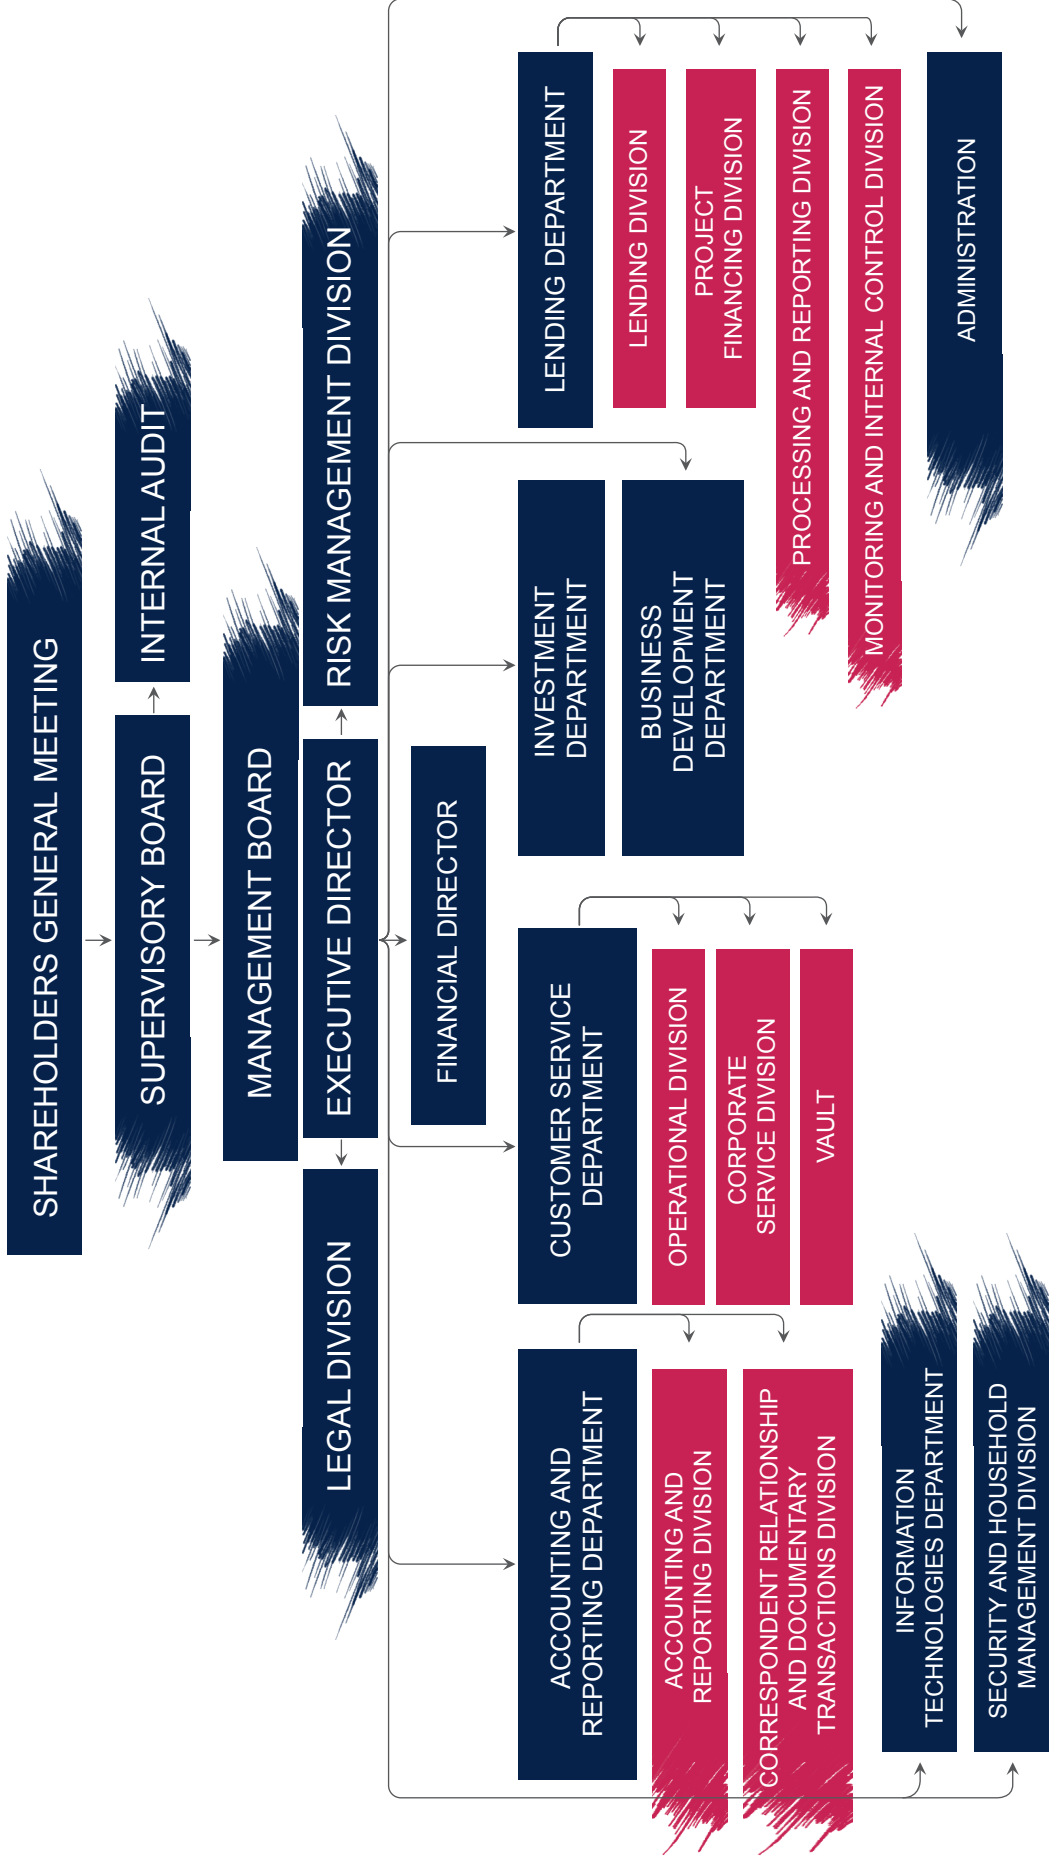 SHAREHOLDERS GENERAL MEETING
SUPERVISORY BOARD
INTERNAL AUDIT
MANAGEMENT BOARD
LEGAL DIVISION
EXECUTIVE DIRECTOR
RISK MANAGEMENT DIVISION
FINANCIAL DIRECTOR
ACCOUNTING AND
REPORTING DEPARTMENT
ACCOUNTING AND
REPORTING DIVISION
CORRESPONDENT RELATIONSHIP
AND DOCUMENTARY
TRANSACTIONS DIVISION
INFORMATION
TECHNOLOGIES DEPARTMENT
SECURITY AND HOUSEHOLD
MANAGEMENT DIVISION
CUSTOMER SERVICE
DEPARTMENT
OPERATIONAL DIVISION
CORPORATE
SERVICE DIVISION
VAULT
INVESTMENT
DEPARTMENT
BUSINESS
DEVELOPMENT
DEPARTMENT
LENDING DEPARTMENT
LENDING DIVISION
PROJECT
FINANCING DIVISION
PROCESSING AND REPORTING DIVISION
MONITORING AND INTERNAL CONTROL DIVISION
ADMINISTRATION